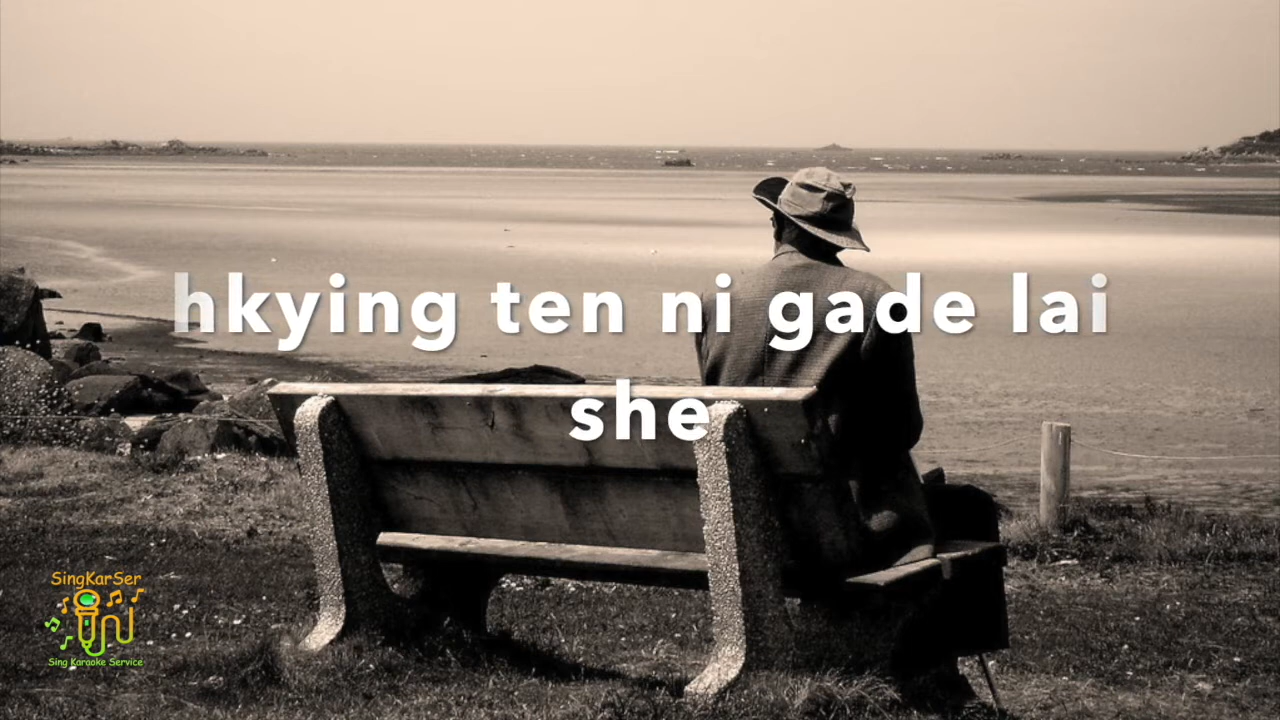 hkying ten ni gade lai
she
SingKarSer
Sing Karaoke Service